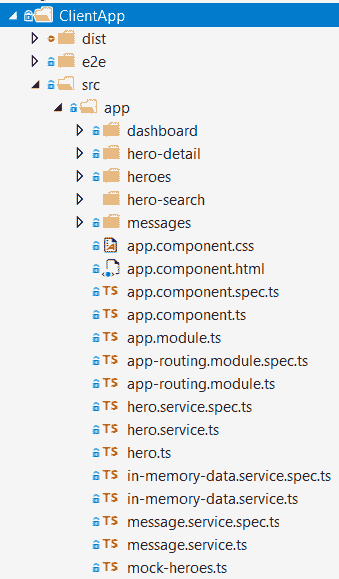 ClientApp
dist
e2e
src
app
dashboard
hero-detail
heroes
hero-search
messages
app.component.css
app.component.html
TS app.component.spec.ts
TS app.component.ts
TS app.module.ts
TS app-routing.module.spec.ts
TS app-routing.module.ts
TS hero.service.spec.ts
TS hero.service.ts
TS hero.ts
TS in-memory-data.service.spec.ts
TS in-memory-data.service.ts
TS message.service.spec.ts
TS message.service.ts
TS mock-heroes.ts